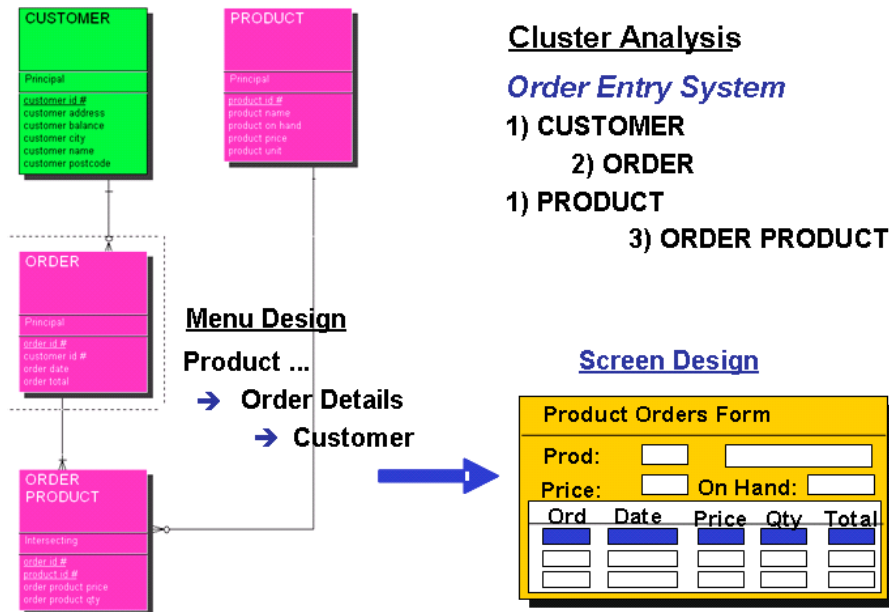 CUSTOMER
Principal
customer id #
customer address
customer balance
customer city
customer name
customer postcode
PRODUCT
Principal
product id #
product name
product on hand
product price
product unit
Cluster Analysis
Order Entry System
1) CUSTOMER
2) ORDER
1) PRODUCT
3) ORDER PRODUCT
ORDER
Principal
order id #
customer id #
order date
order total
Menu Design
Product ...
➔ Order Details
➔ Customer
ORDER
PRODUCT
Intersecting
order id #
product id #
order product price
order product qty
Screen Design
Product Orders Form
Prod:
Price: On Hand:
Ord Date Price Qty Total